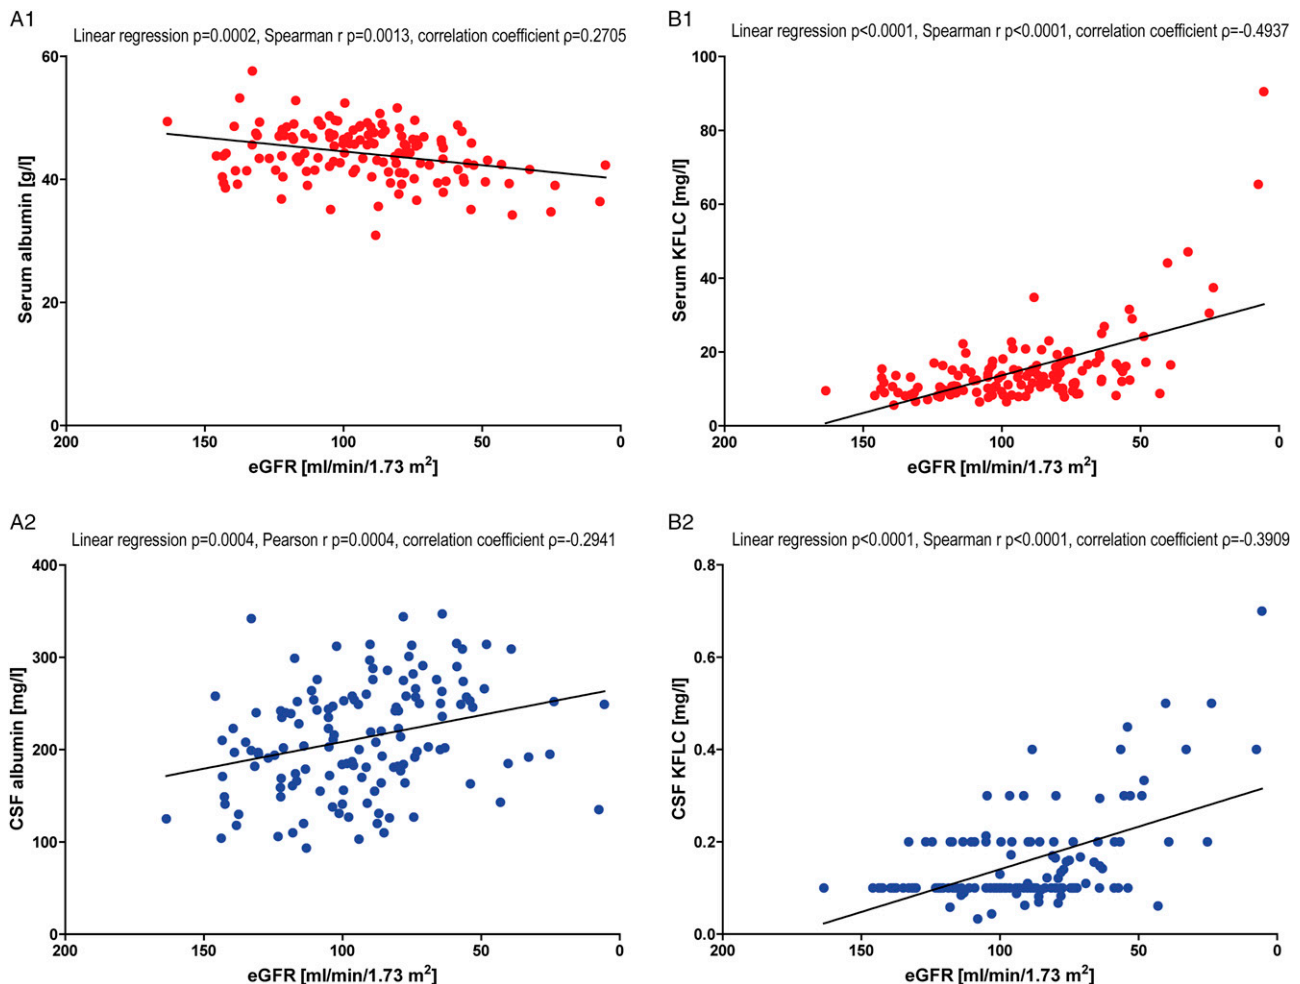 A1
Linear regression p=0.0002, Spearman r p=0.0013, correlation coefficient ρ=0.2705
60
40
20
0
Serum albumin [g/l]
200 150 100 50 0
eGFR [ml/min/1.73 m²]
B1
Linear regression p<0.0001, Spearman r p<0.0001, correlation coefficient ρ=-0.4937
100
80
60
40
20
0
Serum KFLC [mg/l]
200 150 100 50 0
eGFR [ml/min/1.73 m²]
A2
Linear regression p=0.0004, Pearson r p=0.0004, correlation coefficient ρ=-0.2941
400
300
200
100
0
CSF albumin [mg/l]
200 150 100 50 0
eGFR [ml/min/1.73 m²]
B2
Linear regression p<0.0001, Spearman r p<0.0001, correlation coefficient ρ=-0.3909
0.8
0.6
0.4
0.2
0.0
CSF KFLC [mg/l]
200 150 100 50 0
eGFR [ml/min/1.73 m²]